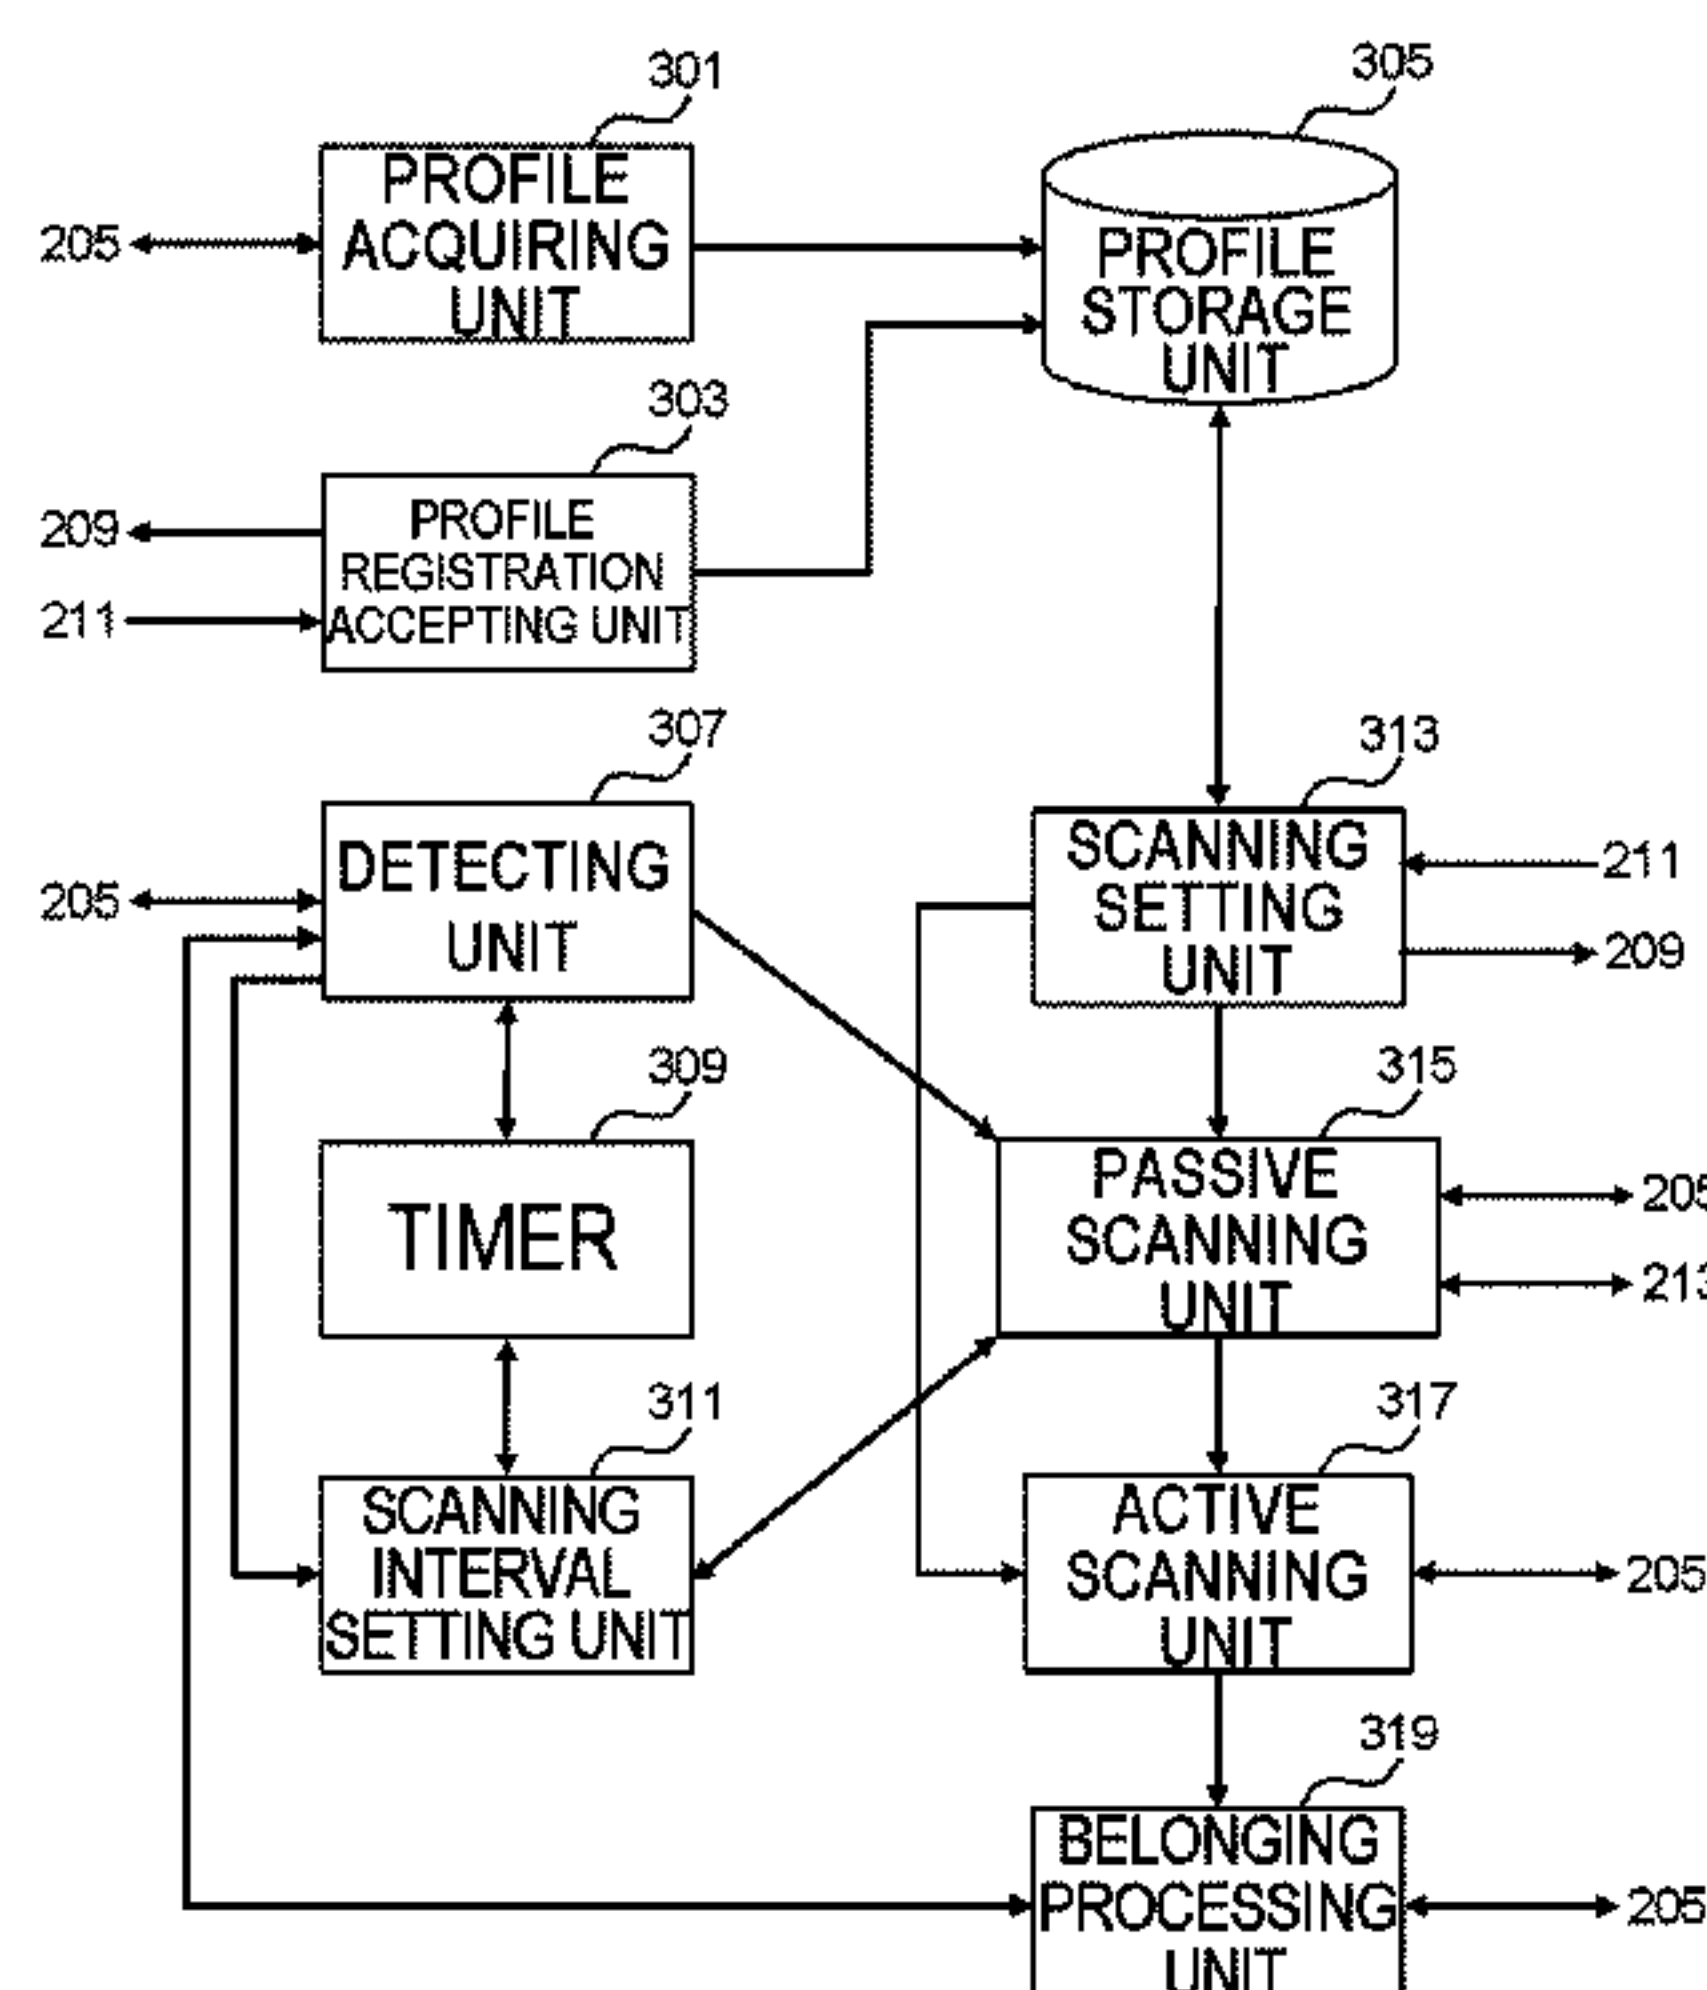 301
305
PROFILE
ACQUIRING
UNIT
205
PROFILE
STORAGE
UNIT
303
PROFILE
REGISTRATION
ACCEPTING UNIT
209
211
307
313
DETECTING
UNIT
205
SCANNING
SETTING
UNIT
211
209
309
315
TIMER
PASSIVE
SCANNING
UNIT
205
213
311
317
SCANNING
INTERVAL
SETTING UNIT
ACTIVE
SCANNING
UNIT
205
319
BELONGING
PROCESSING
UNIT
205